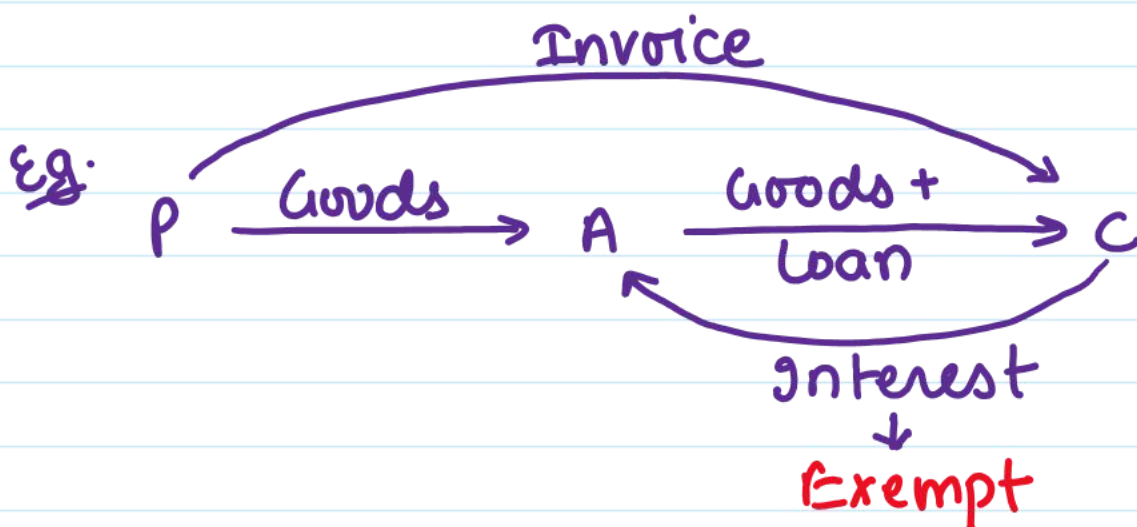 Invoice
Eg.
P Goods A Goods + C
Loan
Interest
Exempt